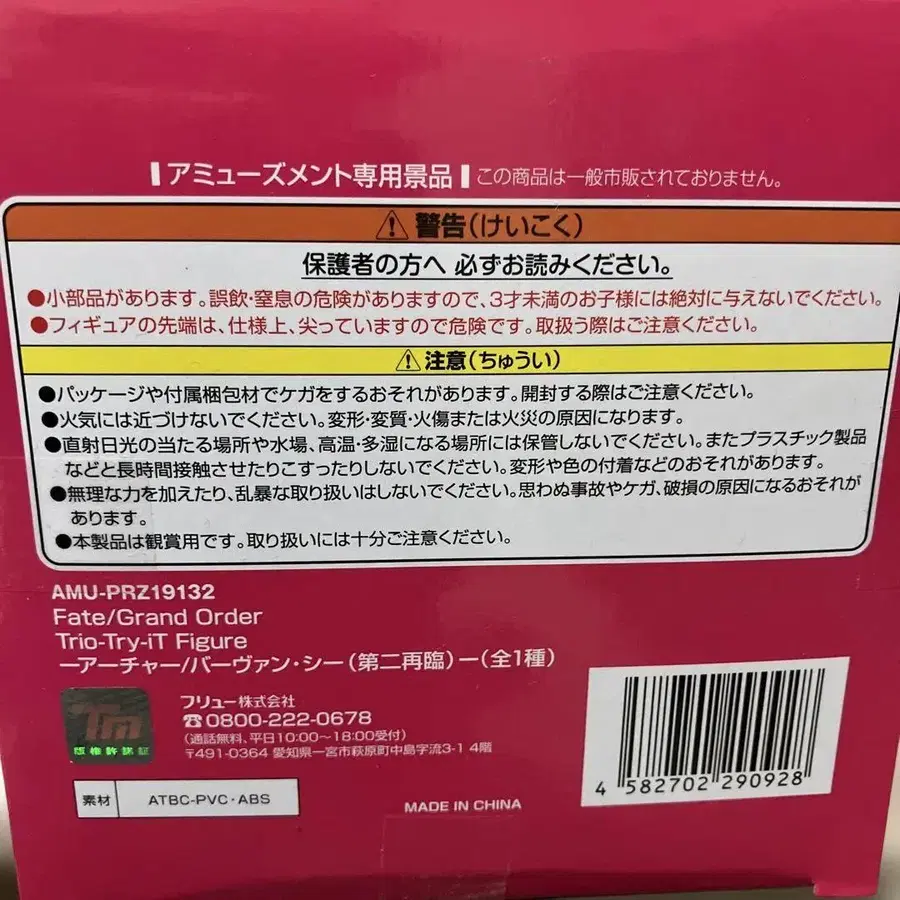 アミューズメント専用景品 この商品は一般市販されておりません。
警告(けいこく)
保護者の方へ 必ずお読みください。
●小部品があります。誤飲・窒息の危険がありますので、3才未満のお子様には絶対に与えないでください。
●フィギュアの先端は、仕様上、尖っていますので危険です。取扱う際はご注意ください。
注意(ちゅうい)
●パッケージや付属梱包材でケガをするおそれがあります。開封する際はご注意ください。
●火気には近づけないでください。変形・変質・火傷または火災の原因になります。
●直射日光の当たる場所や水場、高温・多湿になる場所には保管しないでください。またプラスチック製品
などと長時間接触させたりこすったりしないでください。変形や色の付着などのおそれがあります。
●無理な力を加えたり、乱暴な取り扱いはしないでください。思わぬ事故やケガ、破損の原因になるおそれが
あります。
●本製品は観賞用です。取り扱いには十分ご注意ください。
AMU-PRZ19132
Fate/Grand Order
Trio-Try-iT Figure
ーアーチャー/バーヴァン・シー(第二再臨)ー(全1種)
フリュー株式会社
☎0800-222-0678
(通話無料、平日10:00～18:00受付)
〒491-0364 愛知県一宮市萩原町中島字流3-1 4階
Tm
版権許諾証
素材 ATBC-PVC・ABS
MADE IN CHINA
4 582702 290928